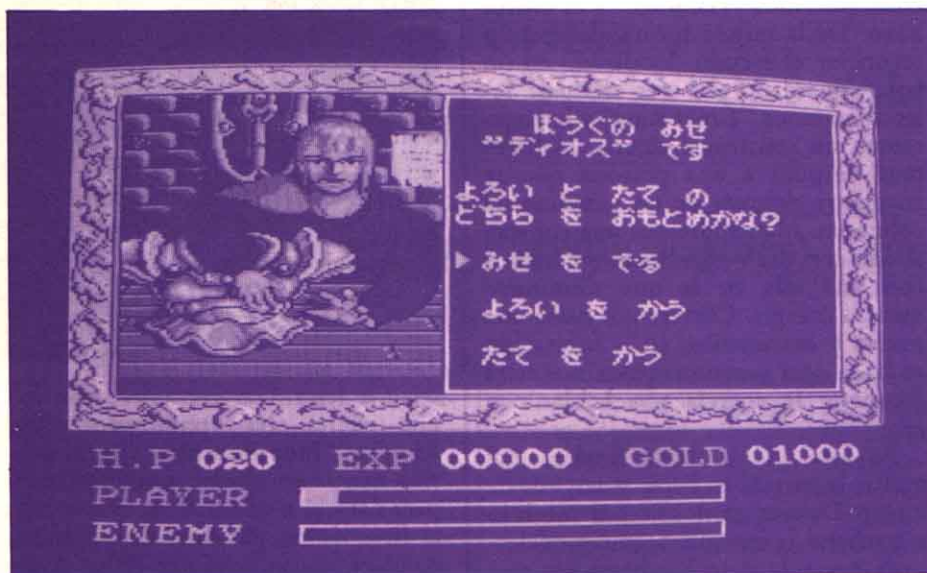 ぼうぐの みせ
"ディオス" です
よろい と たて の
どちら を おもとめかな?
▶ みせ を でる
よろい を かう
たて を かう
H.P 020 EXP 00000 GOLD 01000
PLAYER
ENEMY